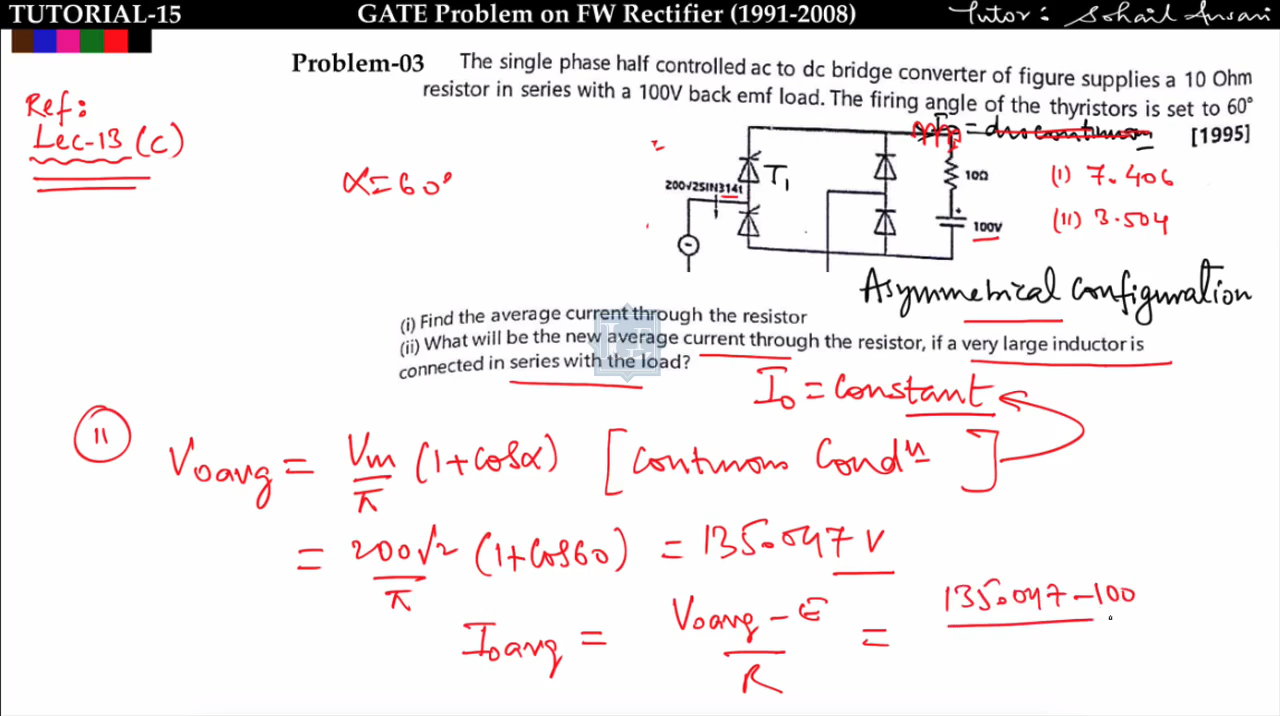 TUTORIAL-15 GATE Problem on FW Rectifier (1991-2008) Tutor: Sohail Ansari
Problem-03 The single phase half controlled ac to dc bridge converter of figure supplies a 10 Ohm
resistor in series with a 100V back emf load. The firing angle of the thyristors is set to 60°
[1995]
Ref:
Lec-13 (C)
α=60°
= discontinuous
T1
200√2SIN314t
10Ω
100V
(I) 7.406
(II) 3.504
Asymmetrical Configuration
(i) Find the average current through the resistor
(ii) What will be the new average current through the resistor, if a very large inductor is
connected in series with the load?
I0 = constant
11
Voavg = Vm/π (1+cosα) [Continuous Condn]
= 200√2/π (1+cos60) = 135.047 V
Ioavg = Voavg - E/R = 135.047-100